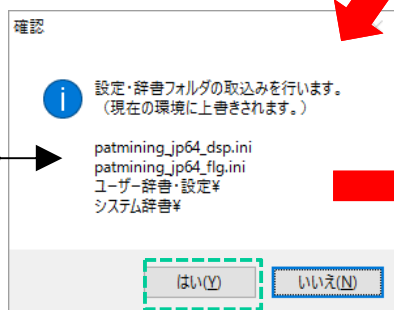 確認
設定・辞書フォルダの取込みを行います。
（現在の環境に上書きされます。）
patmining_jp64_dsp.ini
patmining_jp64_flg.ini
ユーザー辞書・設定¥
システム辞書¥
はい(Y)
いいえ(N)